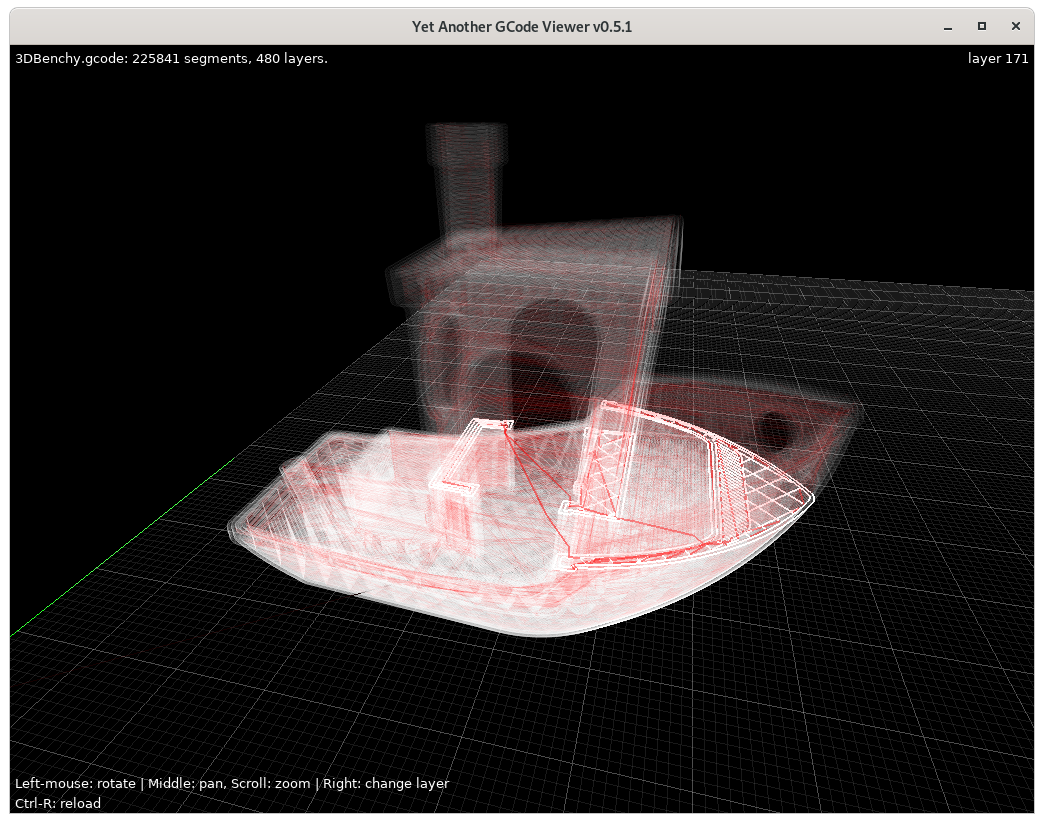 Yet Another GCode Viewer v0.5.1
3DBenchy.gcode: 225841 segments, 480 layers.
layer 171
Left-mouse: rotate | Middle: pan, Scroll: zoom | Right: change layer
Ctrl-R: reload